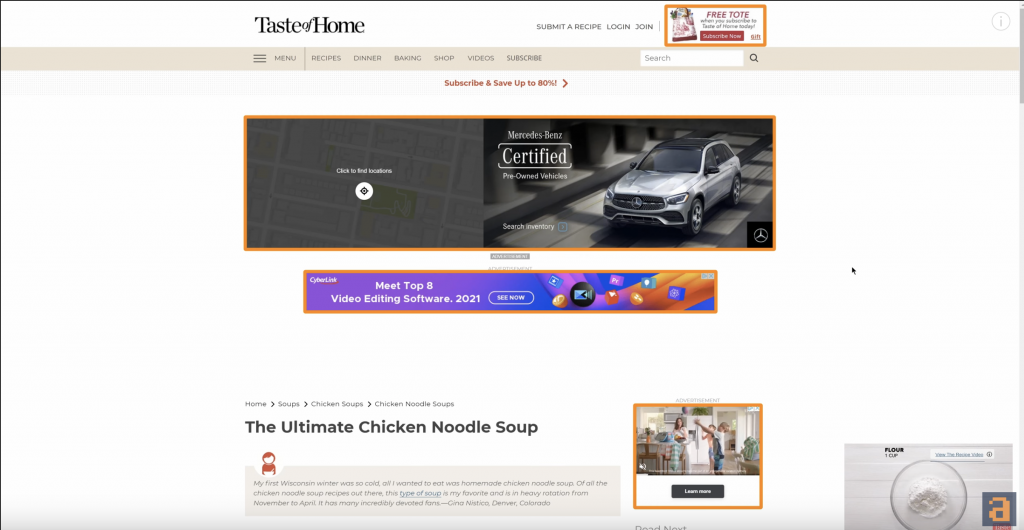 Taste of Home
SUBMIT A RECIPE LOGIN JOIN
FREE TOTE
when you subscribe to
Taste of Home today!
Subscribe Now Gift
MENU RECIPES DINNER BAKING SHOP VIDEOS SUBSCRIBE
Search
Subscribe & Save Up to 80%!
Click to find locations
Mercedes-Benz
Certified
Pre-Owned Vehicles
Search Inventory
ADVERTISEMENT
ADVERTISEMENT
CyberLink
Meet Top 8
Video Editing Software. 2021
SEE NOW
Home Soups Chicken Soups Chicken Noodle Soups
The Ultimate Chicken Noodle Soup
My first Wisconsin winter was so cold, all I wanted to eat was homemade chicken noodle soup. Of all the
chicken noodle soup recipes out there, this type of soup is my favorite and is in heavy rotation from
November to April. It has many incredibly devoted fans.—Gina Nistico, Denver, Colorado
ADVERTISEMENT
Learn more
Read Next
FLOUR
1 CUP
View The Recipe Video
a